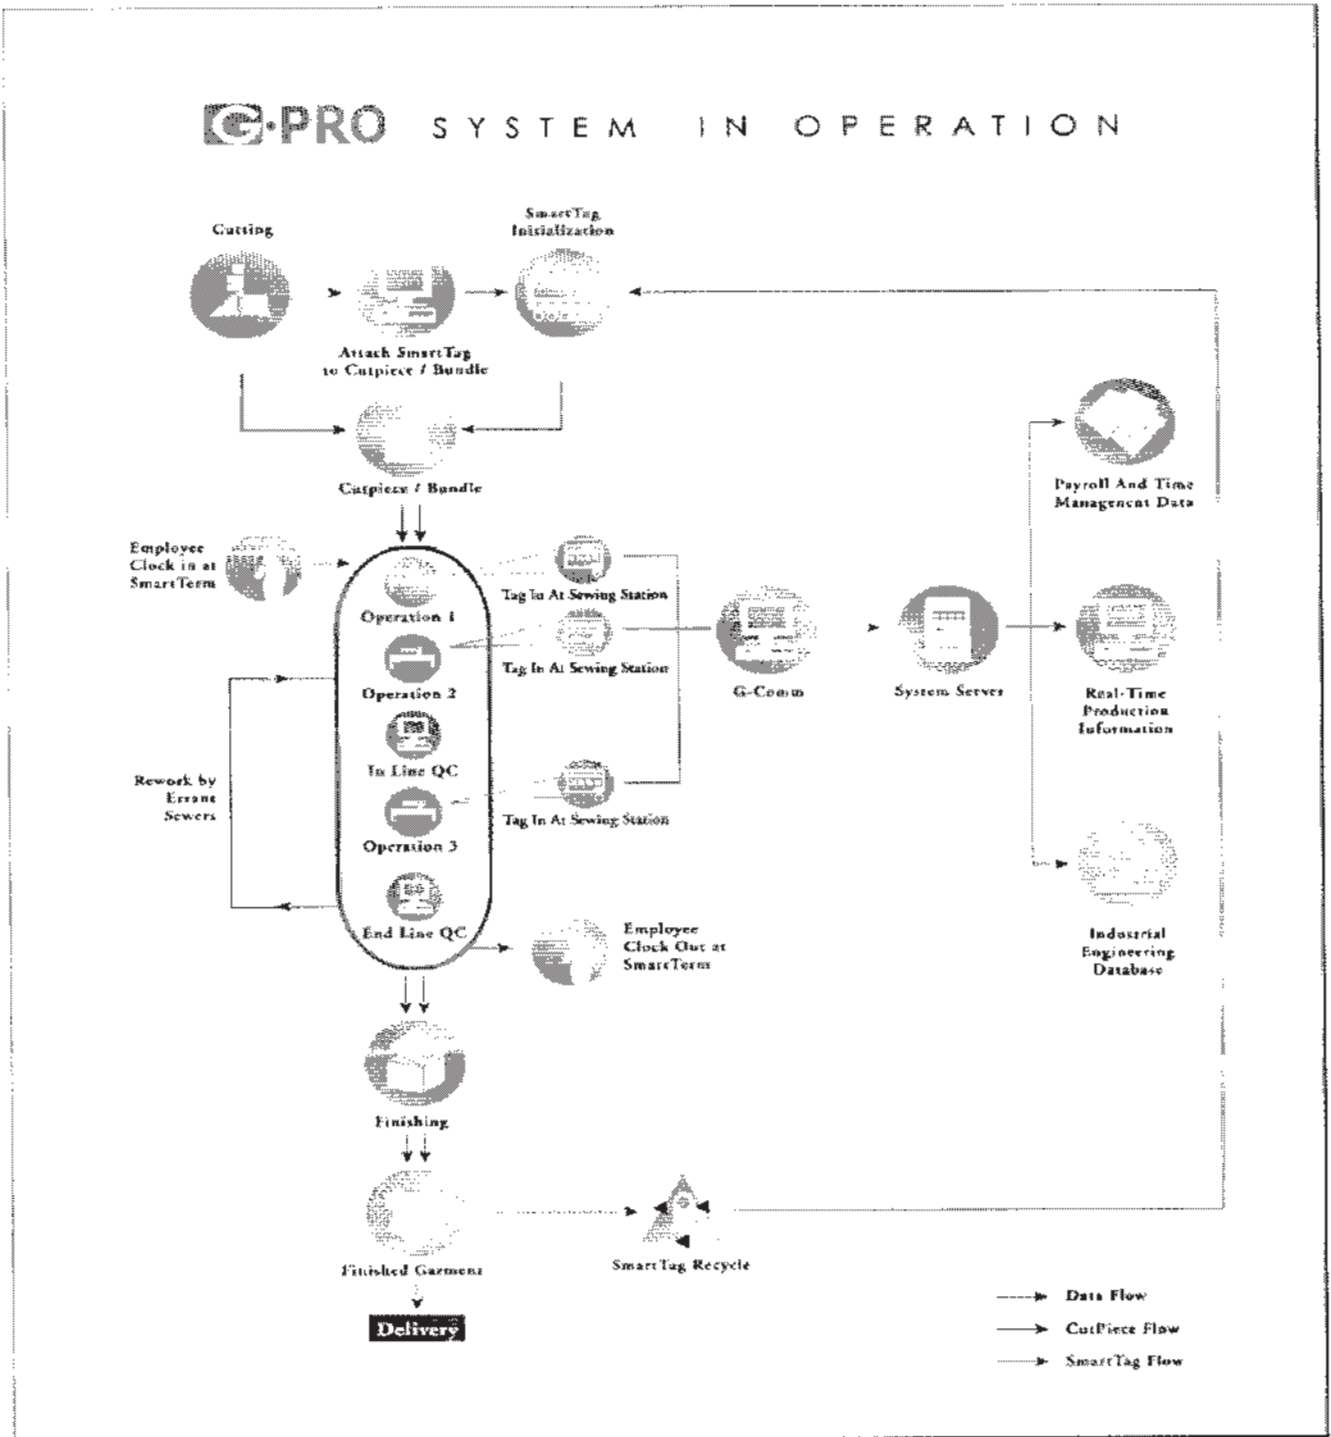 G·PRO SYSTEM IN OPERATION
Cutting
SmartTag
Initialization
Attach SmartTag
to Cutpiece / Bundle
Cutpiece / Bundle
Employee
Clock in at
SmartTerm
Operation 1
Tag In At Sewing Station
Operation 2
Tag In At Sewing Station
In Line QC
Operation 3
Tag In At Sewing Station
End Line QC
Rework by
Errant
Sewers
Employee
Clock Out at
SmartTerm
G-Comm
System Server
Payroll And Time
Management Data
Real-Time
Production
Information
Industrial
Engineering
Database
Finishing
Finished Garment
SmartTag Recycle
Delivery
Data Flow
CutPiece Flow
SmartTag Flow